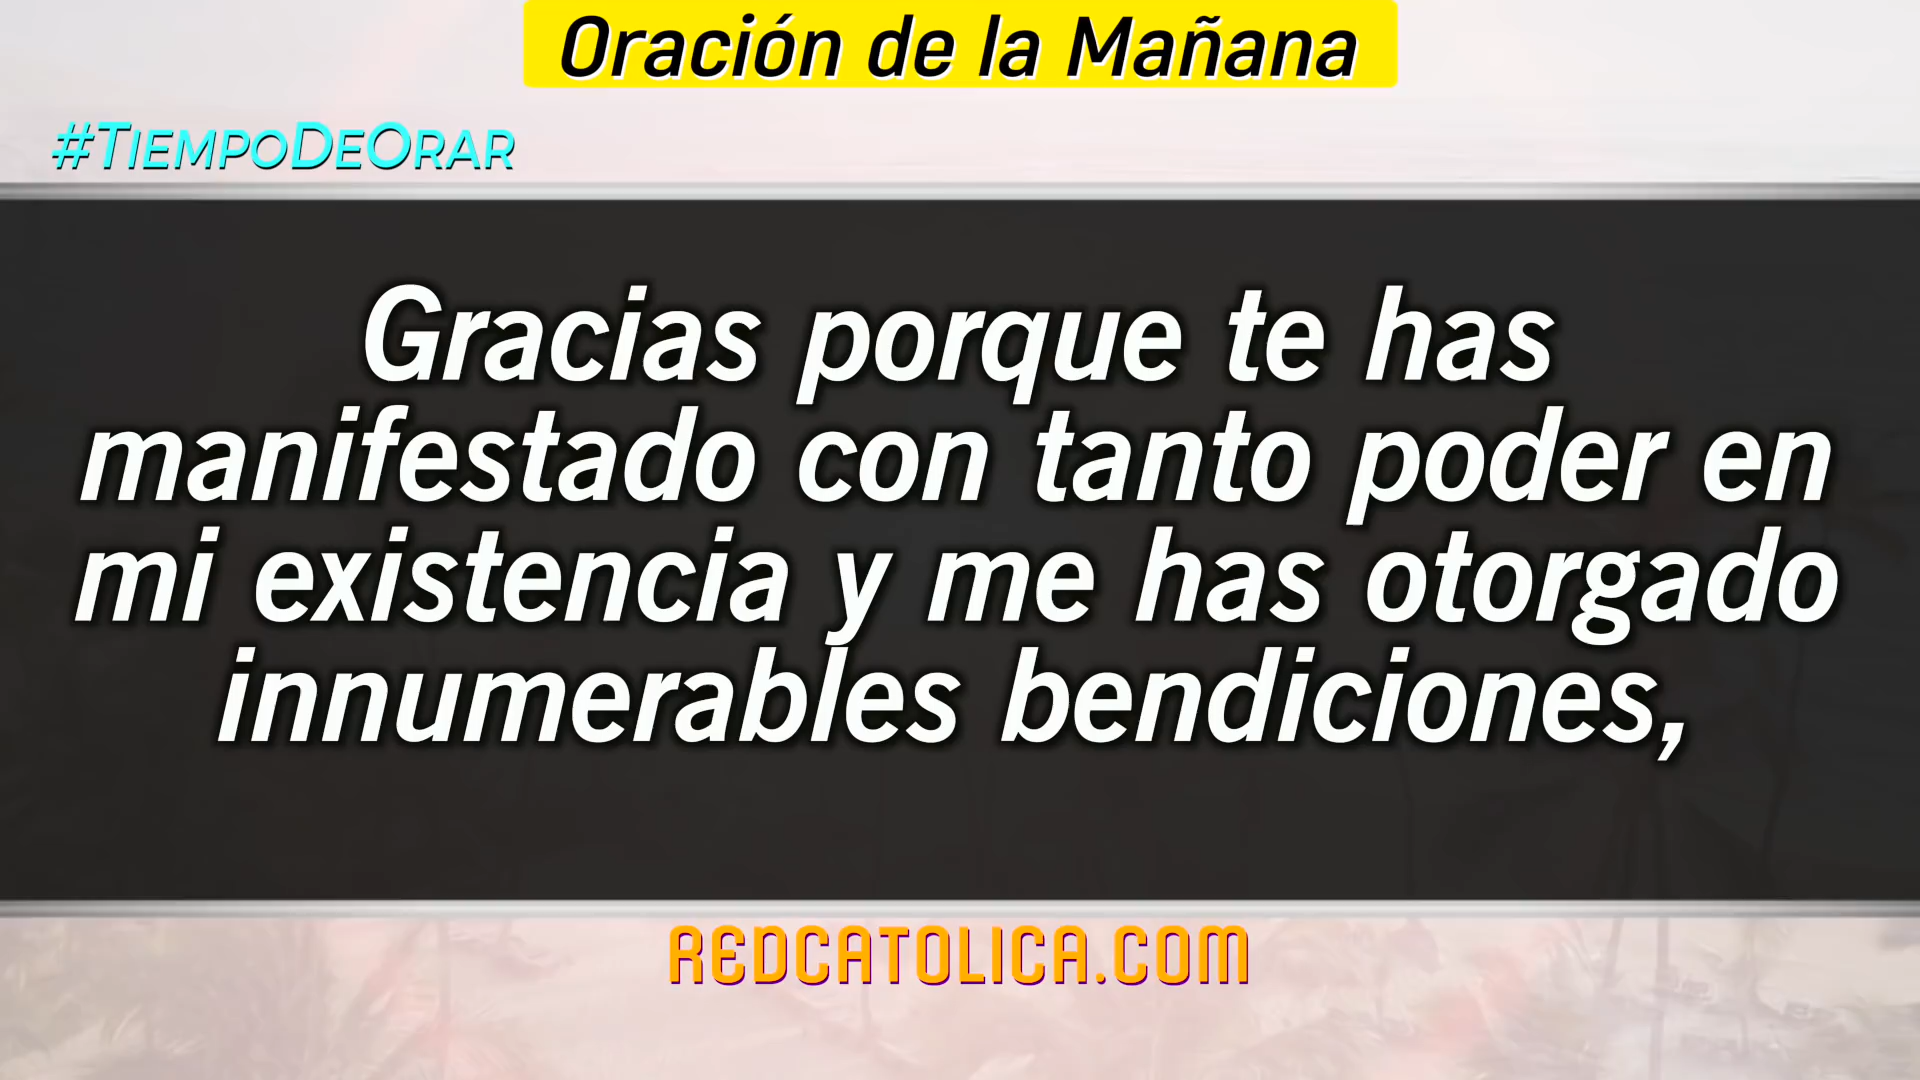 Oración de la Mañana
#TiempoDeOrar
Gracias porque te has
manifestado con tanto poder en
mi existencia y me has otorgado
innumerables bendiciones,
REDCATOLICA.COM